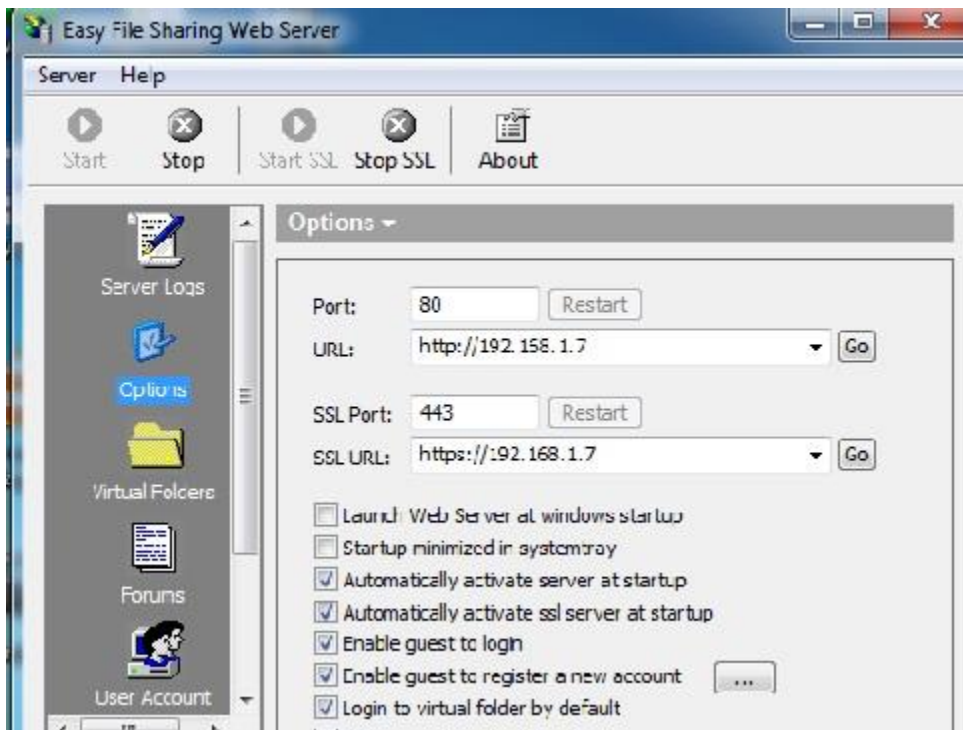 Easy File Sharing Web Server
Server Help
Start Stop Start SSL Stop SSL About
Options
Server Logs
Port: 80 Restart
URL: http://192.168.1.7 Go
Options
SSL Port: 443 Restart
SSL URL: https://192.168.1.7 Go
Virtual Folders
Launch Web Server at windows startup
Startup minimized in systemtray
Automatically activate server at startup
Forums
Automatically activate ssl server at startup
Enable guest to login
Enable guest to register a new account ...
User Account
Login to virtual folder by default